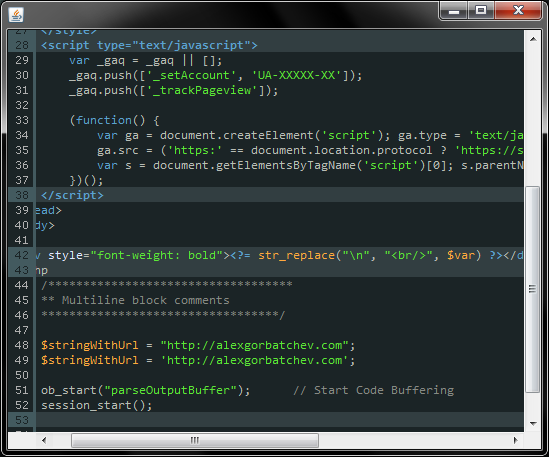 27 </style>
28 <script type="text/javascript">
29 var _gaq = _gaq || [];
30 _gaq.push(['_setAccount', 'UA-XXXXX-XX']);
31 _gaq.push(['_trackPageview']);
32
33 (function() {
34 var ga = document.createElement('script'); ga.type = 'text/ja
35 ga.src = ('https:' == document.location.protocol ? 'https://s
36 var s = document.getElementsByTagName('script')[0]; s.parentN
37 })();
38 </script>
39 ead>
40 dy>
41
42 v style="font-weight: bold"><?= str_replace("\n", "<br/>", $var) ?></d
43 hp
44 /***********************************
45 ** Multiline block comments
46 **********************************/
47
48 $stringWithUrl = "http://alexgorbatchev.com";
49 $stringWithUrl = 'http://alexgorbatchev.com';
50
51 ob_start("parseOutputBuffer"); // Start Code Buffering
52 session_start();
53